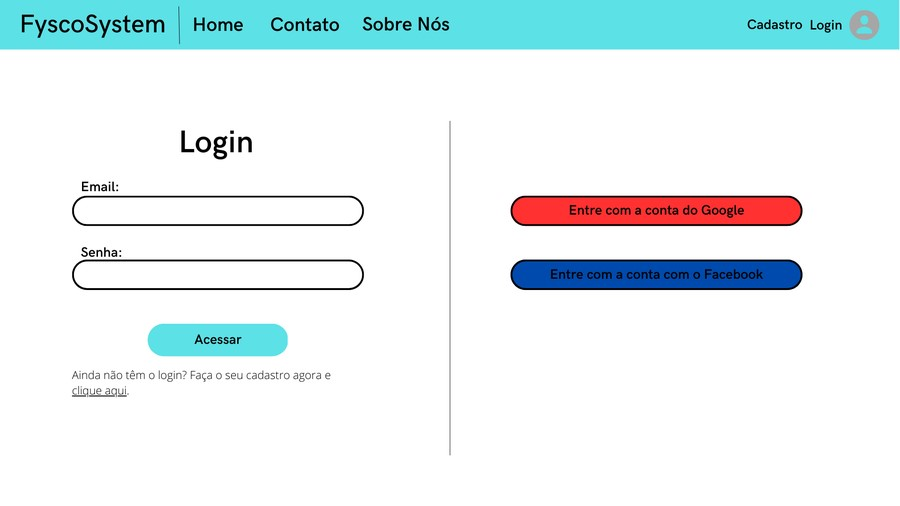 FyscoSystem
Home
Contato
Sobre Nós
Cadastro
Login
Login
Email:
Senha:
Acessar
Ainda não têm o login? Faça o seu cadastro agora e
clique aqui.
Entre com a conta do Google
Entre com a conta com o Facebook